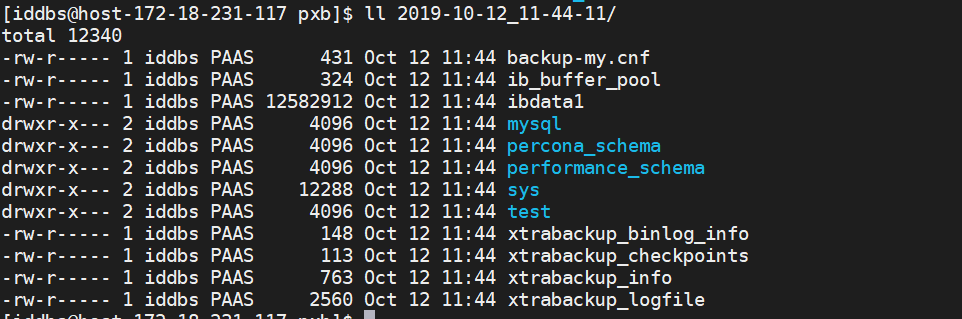 [iddbs@host-172-18-231-117 pxb]$ ll 2019-10-12_11-44-11/
total 12340
-rw-r----- 1 iddbs PAAS      431 Oct 12 11:44 backup-my.cnf
-rw-r----- 1 iddbs PAAS      324 Oct 12 11:44 ib_buffer_pool
-rw-r----- 1 iddbs PAAS 12582912 Oct 12 11:44 ibdata1
drwxr-x--- 2 iddbs PAAS     4096 Oct 12 11:44 mysql
drwxr-x--- 2 iddbs PAAS     4096 Oct 12 11:44 percona_schema
drwxr-x--- 2 iddbs PAAS     4096 Oct 12 11:44 performance_schema
drwxr-x--- 2 iddbs PAAS    12288 Oct 12 11:44 sys
drwxr-x--- 2 iddbs PAAS     4096 Oct 12 11:44 test
-rw-r----- 1 iddbs PAAS      148 Oct 12 11:44 xtrabackup_binlog_info
-rw-r----- 1 iddbs PAAS      113 Oct 12 11:44 xtrabackup_checkpoints
-rw-r----- 1 iddbs PAAS      763 Oct 12 11:44 xtrabackup_info
-rw-r----- 1 iddbs PAAS     2560 Oct 12 11:44 xtrabackup_logfile
[iddbs@host-172-18-231-117 pxb]$